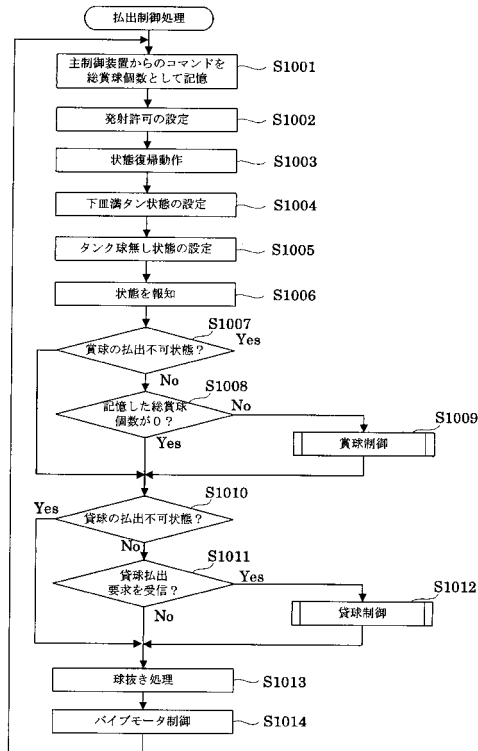 払出制御処理
主制御装置からのコマンドを
総賞球個数として記憶
S1001
発射許可の設定
S1002
状態復帰動作
S1003
下皿満タン状態の設定
S1004
タンク球無し状態の設定
S1005
状態を報知
S1006
S1007
賞球の払出不可状態？
Yes
No
S1008
記憶した総賞球
個数が０？
No
Yes
S1009
賞球制御
S1010
Yes
貸球の払出不可状態？
No
S1011
貸球払出
要求を受信？
Yes
No
S1012
貸球制御
球抜き処理
S1013
バイブモータ制御
S1014